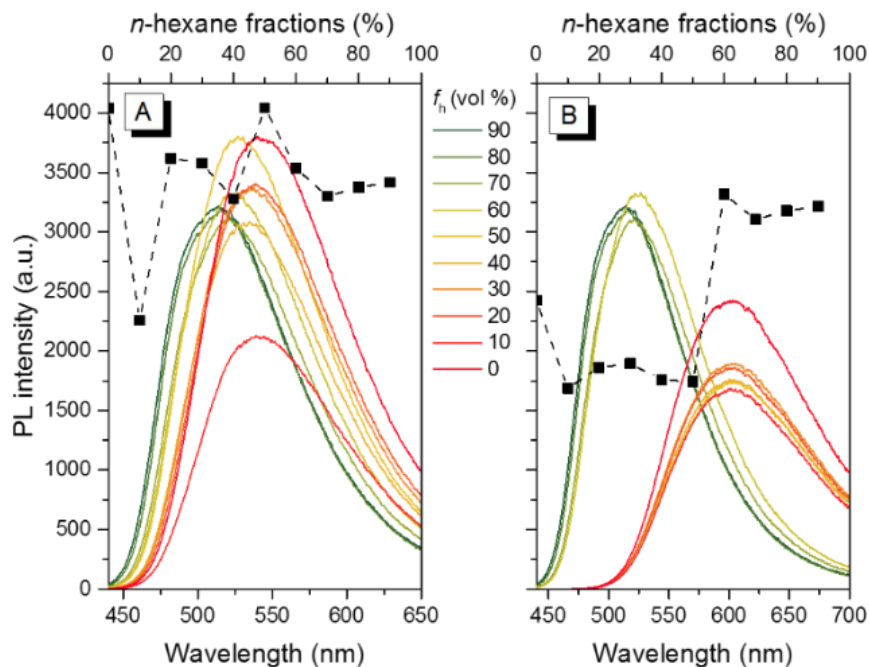 n-hexane fractions (%)
n-hexane fractions (%)
0 20 40 60 80 100
0 20 40 60 80 100
A
B
PL intensity (a.u.)
4000
3500
3000
2500
2000
1500
1000
500
0
fh (vol %)
90
80
70
60
50
40
30
20
10
0
450 500 550 600 650
450 500 550 600 650 700
Wavelength (nm)
Wavelength (nm)